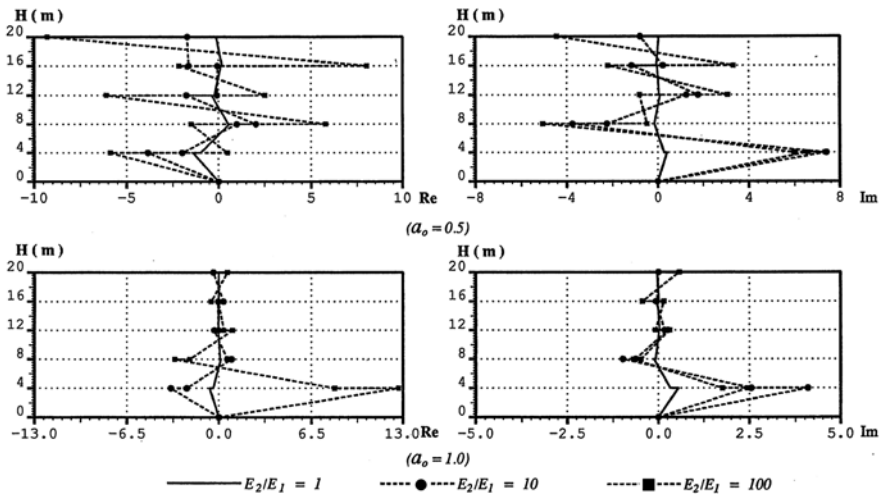 H (m)
20
16
12
8
4
0
−10 −5 0 5 10
Re
H (m)
20
16
12
8
4
0
−8 −4 0 4 8
Im
(a₀ = 0.5)
H (m)
20
16
12
8
4
0
−13.0 −6.5 0.0 6.5 13.0
Re
H (m)
20
16
12
8
4
0
−5.0 −2.5 0.0 2.5 5.0
Im
(a₀ = 1.0)
E₂/E₁ = 1 E₂/E₁ = 10 E₂/E₁ = 100